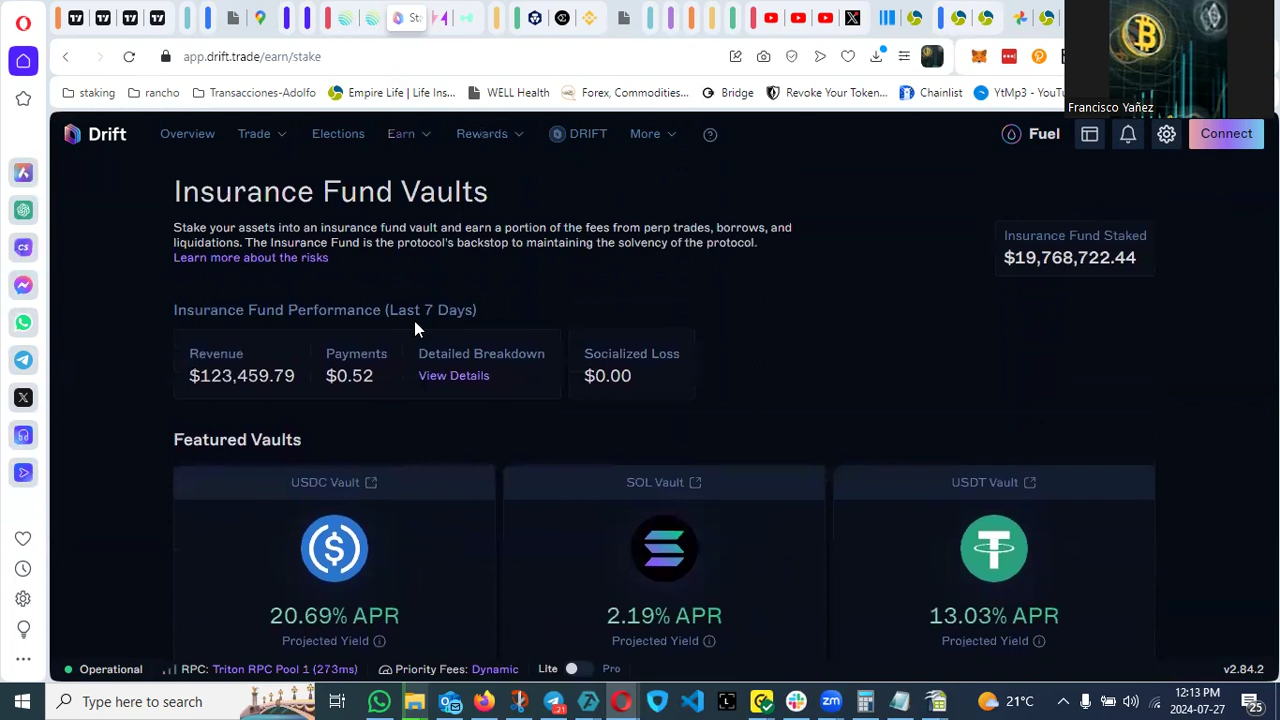 St
app.drift.trade/earn/stake
staking
rancho
Transacciones-Adolfo
Empire Life | Life Ins...
WELL Health
Forex, Commodities...
Bridge
Revoke Your Token...
Chainlist
YtMp3 - YouTu
Francisco Yañez
Drift
Overview
Trade
Elections
Earn
Rewards
DRIFT
More
Fuel
Connect
Insurance Fund Vaults
Stake your assets into an insurance fund vault and earn a portion of the fees from perp trades, borrows, and
liquidations. The Insurance Fund is the protocol's backstop to maintaining the solvency of the protocol.
Learn more about the risks
Insurance Fund Staked
$19,768,722.44
Insurance Fund Performance (Last 7 Days)
Revenue
$123,459.79
Payments
$0.52
Detailed Breakdown
View Details
Socialized Loss
$0.00
Featured Vaults
USDC Vault
20.69% APR
Projected Yield
SOL Vault
2.19% APR
Projected Yield
USDT Vault
13.03% APR
Projected Yield
Operational
RPC: Triton RPC Pool 1 (273ms)
Priority Fees: Dynamic
Lite
Pro
v2.84.2
Type here to search
21
zm
21°C
12:13 PM
2024-07-27
25